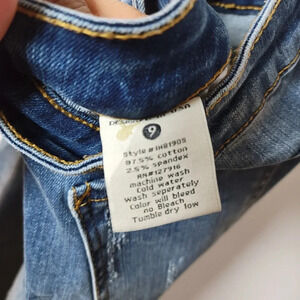 9
Style #IH81905
97.5% cotton
2.5% spandex
RN#127916
machine wash
Cold water
Wash seperately
Color will bleed
no Bleach
Tumble dry low